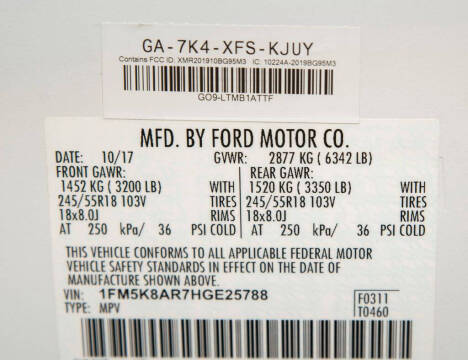 GA-7K4-XFS-KJUY
Contains FCC ID: XMR201910BG95M3 IC: 10224A-2019BG95M3
GO9-LTMB1ATTF
MFD. BY FORD MOTOR CO.
DATE: 10/17 GVWR: 2877 KG ( 6342 LB)
FRONT GAWR: REAR GAWR:
1452 KG ( 3200 LB) WITH 1520 KG ( 3350 LB) WITH
245/55R18 103V TIRES 245/55R18 103V TIRES
18x8.0J RIMS 18x8.0J RIMS
AT 250 kPa/ 36 PSI COLD AT 250 kPa/ 36 PSI COLD
THIS VEHICLE CONFORMS TO ALL APPLICABLE FEDERAL MOTOR
VEHICLE SAFETY STANDARDS IN EFFECT ON THE DATE OF
MANUFACTURE SHOWN ABOVE.
VIN: 1FM5K8AR7HGE25788 F0311
TYPE: MPV T0460